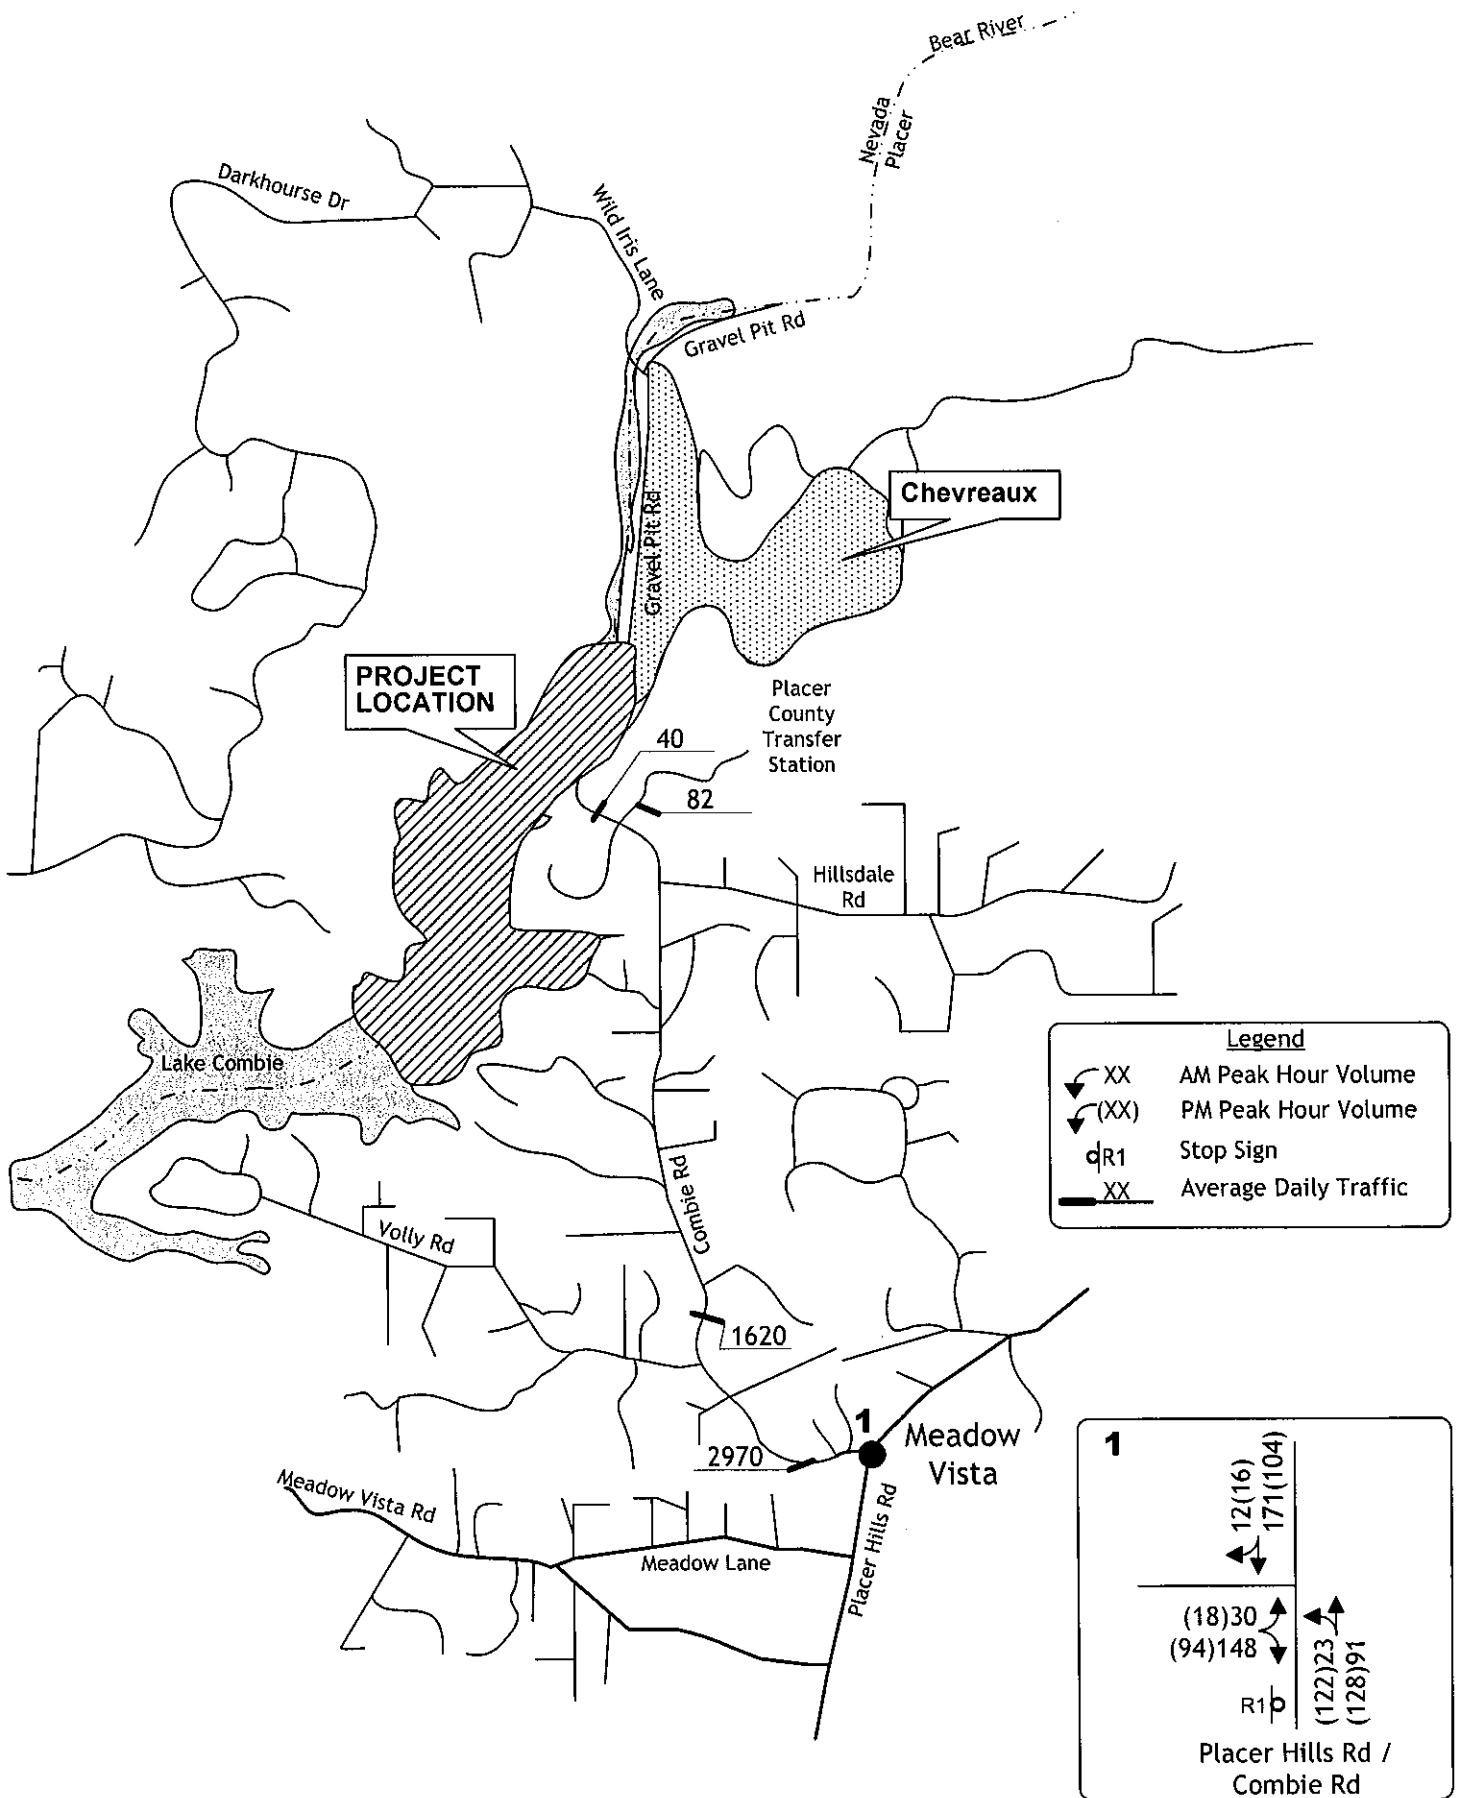 Bear River
Nevada
Placer
Darkhourse Dr
Wild Iris Lane
Gravel Pit Rd
Chevreaux
Gravel Pit Rd
PROJECT
LOCATION
Placer
County
Transfer
Station
40
82
Hillsdale
Rd
Lake Combie
Legend
XX AM Peak Hour Volume
(XX) PM Peak Hour Volume
R1 Stop Sign
XX Average Daily Traffic
Combie Rd
Volly Rd
1620
1
Meadow
Vista
2970
Meadow Vista Rd
Meadow Lane
Placer Hills Rd
1
12(16)
171(104)
(18)30
(94)148
R1
(122)23
(128)91
Placer Hills Rd /
Combie Rd